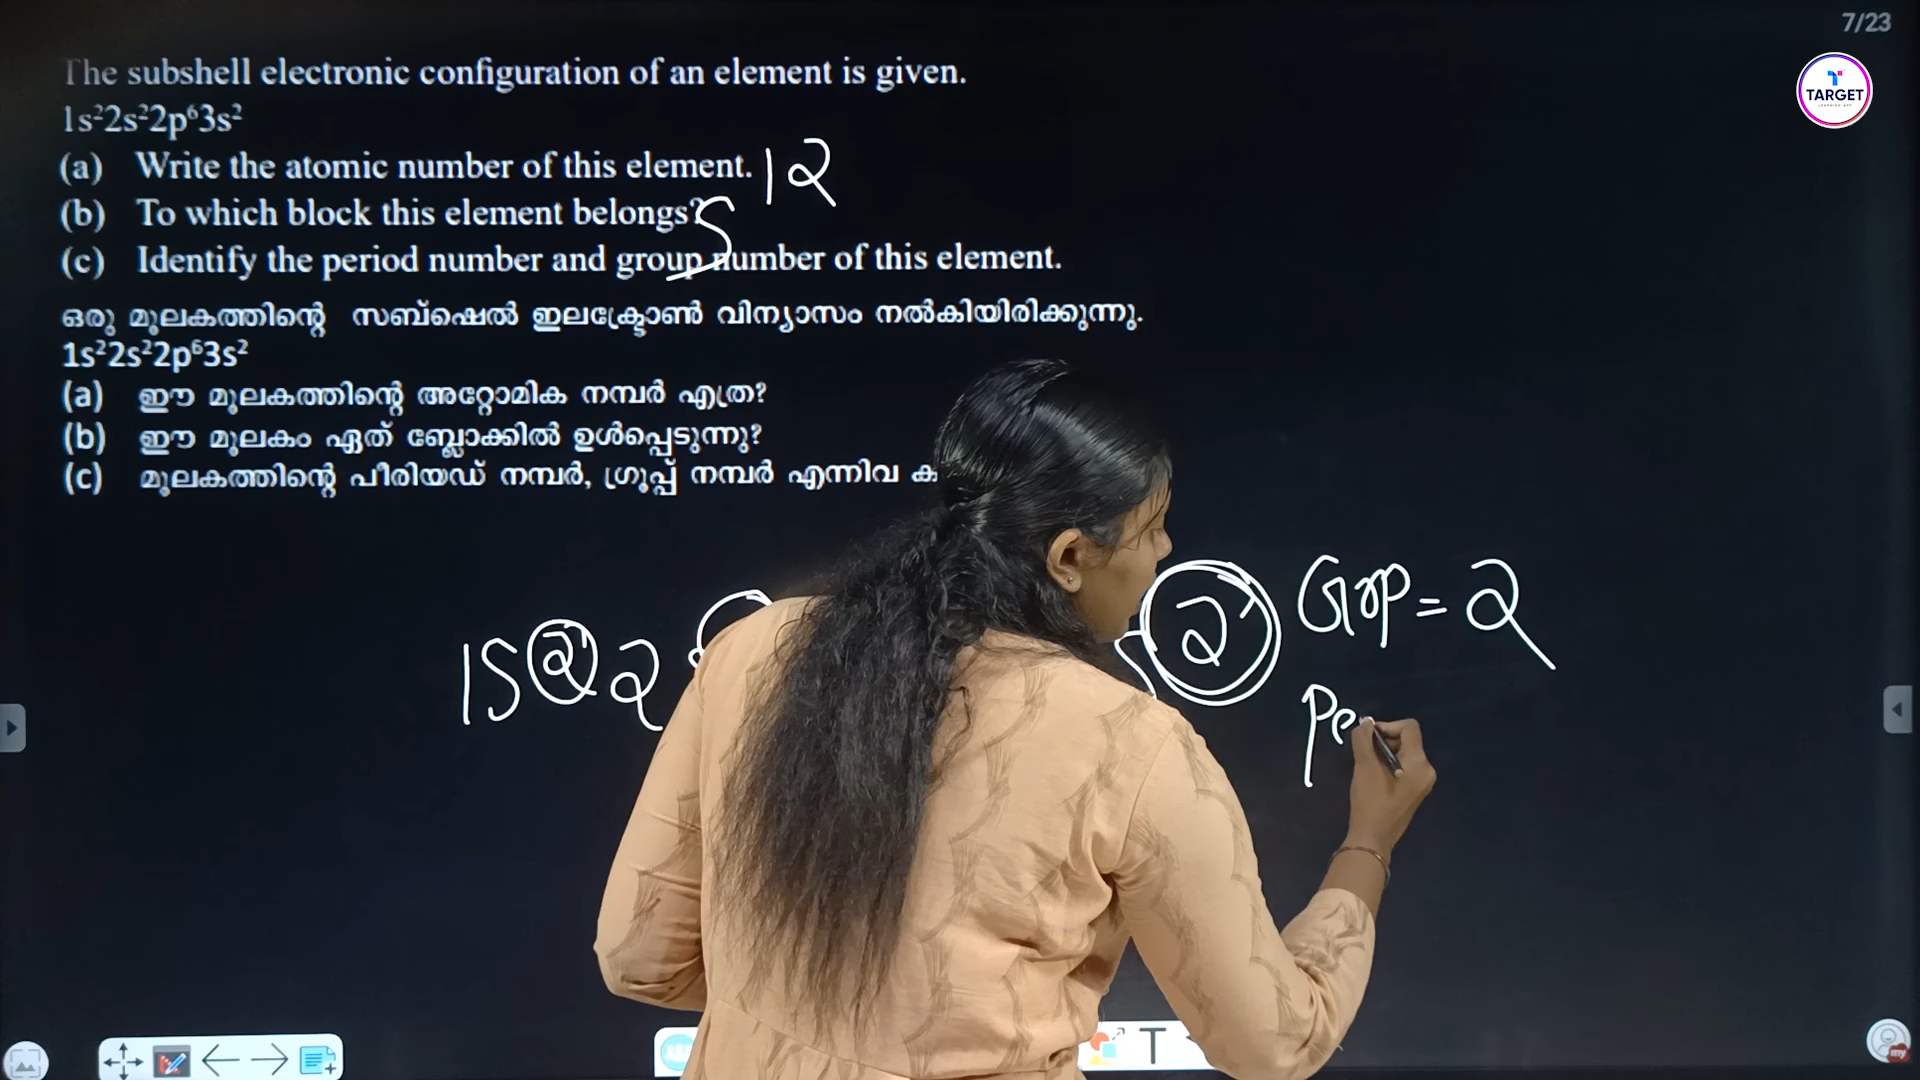 7/23
TARGET
The subshell electronic configuration of an element is given.
1s²2s²2p⁶3s²
(a) Write the atomic number of this element. 12
(b) To which block this element belongs? S
(c) Identify the period number and group number of this element.
ഒരു മൂലകത്തിന്റെ സബ്ഷെൽ ഇലക്ട്രോൺ വിന്യാസം നൽകിയിരിക്കുന്നു.
1s²2s²2p⁶3s²
(a) ഈ മൂലകത്തിന്റെ അറ്റോമിക നമ്പർ എത്ര?
(b) ഈ മൂലകം ഏത് ബ്ലോക്കിൽ ഉൾപ്പെടുന്നു?
(c) മൂലകത്തിന്റെ പീരിയഡ് നമ്പർ, ഗ്രൂപ്പ് നമ്പർ എന്നിവ ക
1S² 2 2 Grp = 2
Pe
T